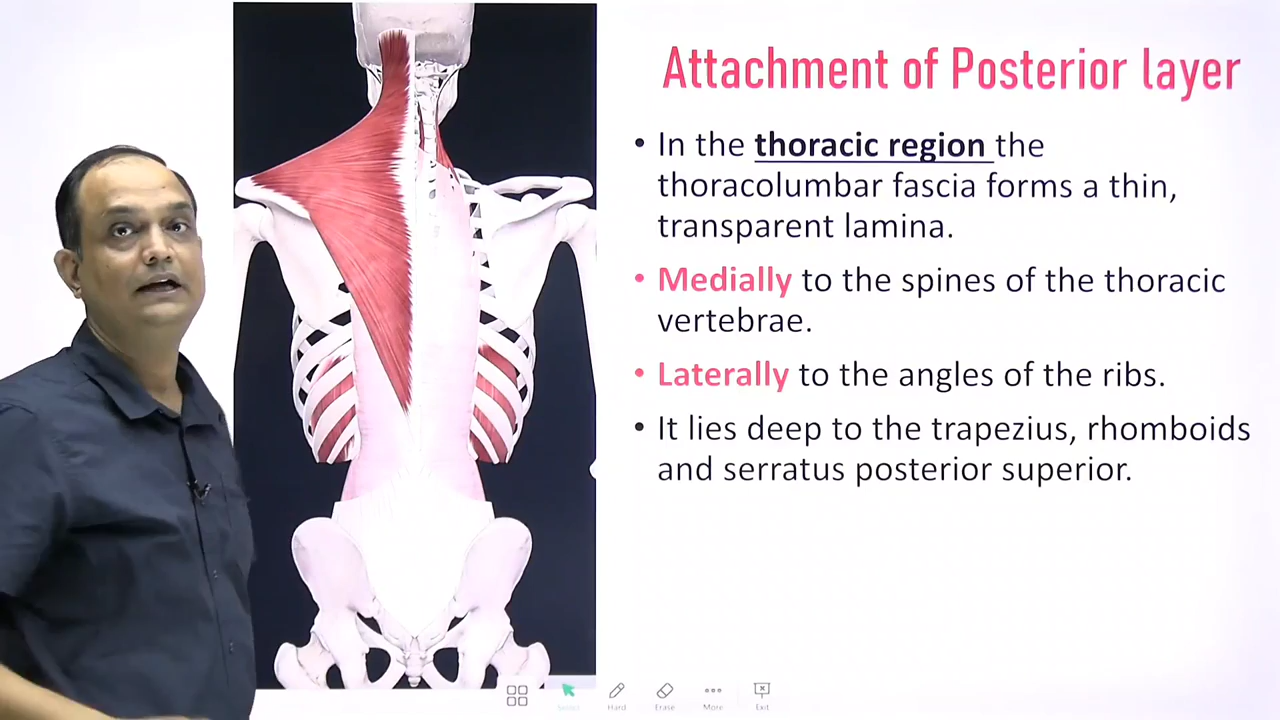 Attachment of Posterior layer
• In the thoracic region the
thoracolumbar fascia forms a thin,
transparent lamina.
• Medially to the spines of the thoracic
vertebrae.
• Laterally to the angles of the ribs.
• It lies deep to the trapezius, rhomboids
and serratus posterior superior.
Select Hard Erase More Exit